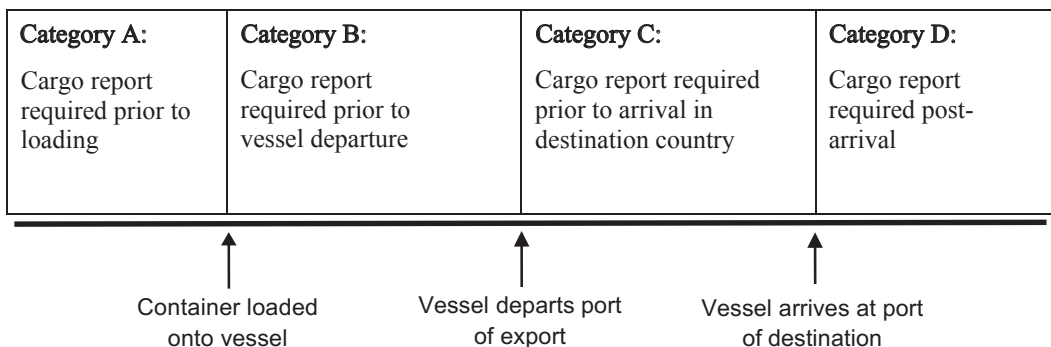 Category A:
Cargo report
required prior to
loading
Category B:
Cargo report
required prior to
vessel departure
Category C:
Cargo report required
prior to arrival in
destination country
Category D:
Cargo report
required post-
arrival
Container loaded
onto vessel
Vessel departs port
of export
Vessel arrives at port
of destination